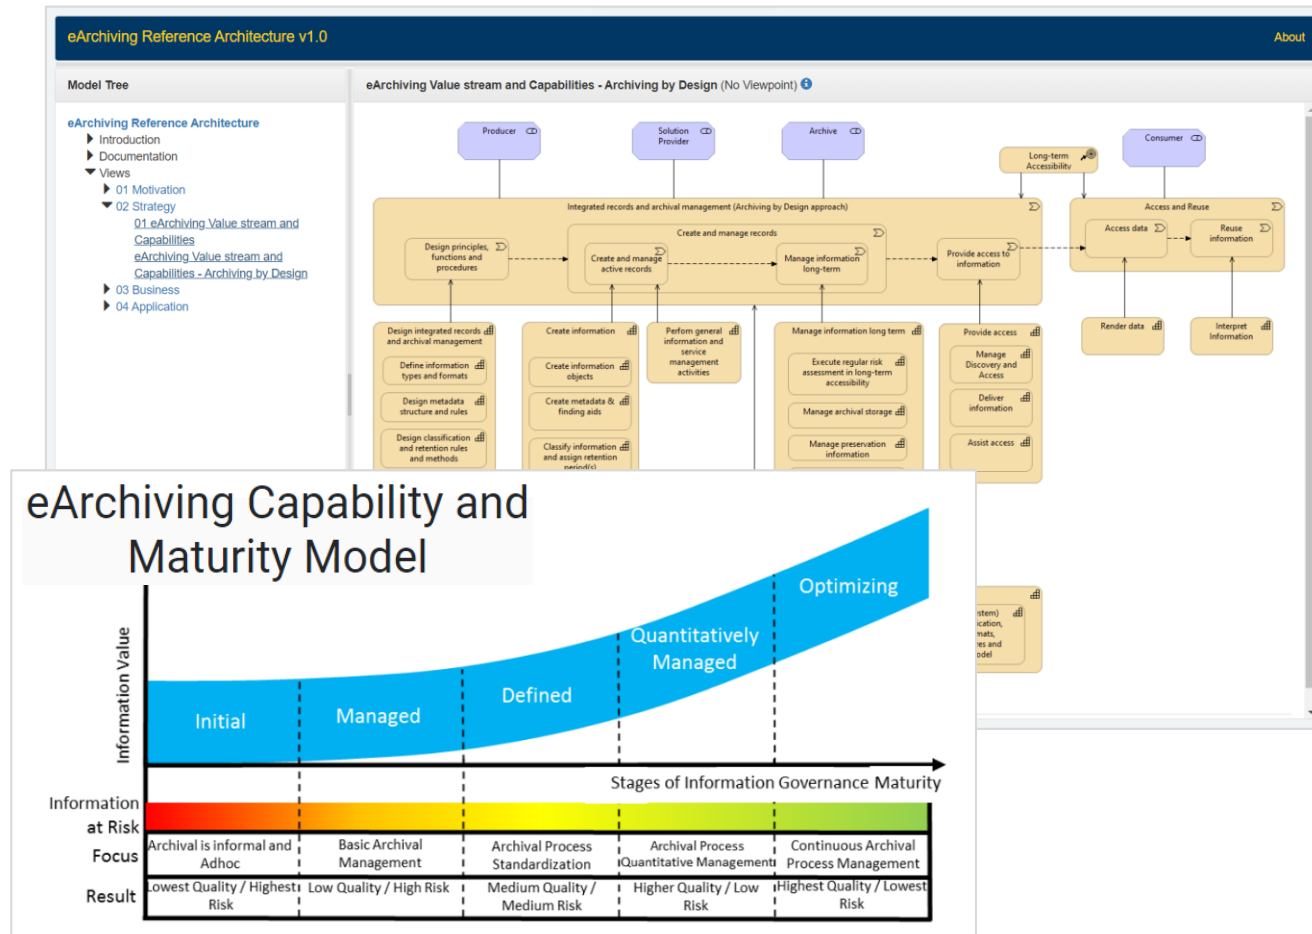 eArchiving Reference Architecture v1.0
About
Model Tree
eArchiving Value stream and Capabilities - Archiving by Design (No Viewpoint)
eArchiving Reference Architecture
Introduction
Documentation
Views
01 Motivation
02 Strategy
01 eArchiving Value stream and
Capabilities
eArchiving Value stream and
Capabilities - Archiving by Design
03 Business
04 Application
Producer
Solution
Provider
Archive
Long-term
Accessibility
Consumer
Integrated records and archival management (Archiving by Design approach)
Access and Reuse
Design principles,
functions and
procedures
Create and manage records
Create and manage
active records
Manage information
long-term
Provide access to
information
Access data
Reuse
information
Design integrated records
and archival management
Define information
types and formats
Design metadata
structure and rules
Design classification
and retention rules
and methods
Create information
Create information
objects
Create metadata &
finding aids
Classify information
and assign retention
period(s)
Perfom general
information and
service
management
activities
Manage information long term
Execute regular risk
assessment in long-term
accessibility
Manage archival storage
Manage preservation
information
Provide access
Manage
Discovery and
Access
Deliver
information
Assist access
Render data
Interpret
Information
eArchiving Capability and
Maturity Model
Information Value
Initial
Managed
Defined
Quantitatively
Managed
Optimizing
Stages of Information Governance Maturity
Information
at Risk
Focus
Archival is informal and
Adhoc
Basic Archival
Management
Archival Process
Standardization
Archival Process
Quantitative Management
Continuous Archival
Process Management
Result
Lowest Quality / Highest
Risk
Low Quality / High Risk
Medium Quality /
Medium Risk
Higher Quality / Low
Risk
Highest Quality / Lowest
Risk